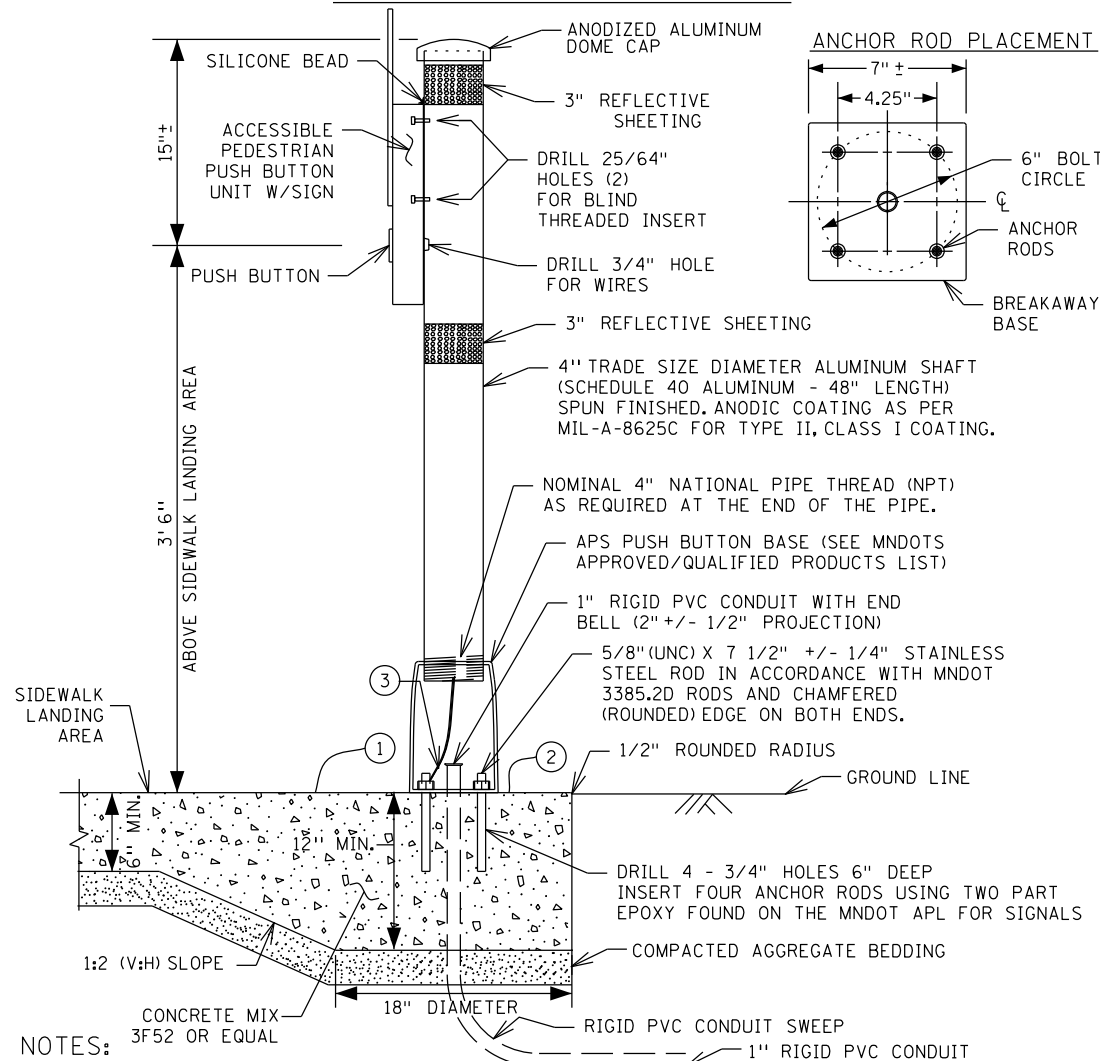 ANODIZED ALUMINUM
DOME CAP
SILICONE BEAD
3" REFLECTIVE
SHEETING
15"±
ACCESSIBLE
PEDESTRIAN
PUSH BUTTON
UNIT W/SIGN
DRILL 25/64"
HOLES (2)
FOR BLIND
THREADED INSERT
PUSH BUTTON
DRILL 3/4" HOLE
FOR WIRES
3" REFLECTIVE SHEETING
4" TRADE SIZE DIAMETER ALUMINUM SHAFT
(SCHEDULE 40 ALUMINUM - 48" LENGTH)
SPUN FINISHED. ANODIC COATING AS PER
MIL-A-8625C FOR TYPE II, CLASS I COATING.
3'6"
ABOVE SIDEWALK LANDING AREA
NOMINAL 4" NATIONAL PIPE THREAD (NPT)
AS REQUIRED AT THE END OF THE PIPE.
APS PUSH BUTTON BASE (SEE MNDOTS
APPROVED/QUALIFIED PRODUCTS LIST)
1" RIGID PVC CONDUIT WITH END
BELL (2" +/- 1/2" PROJECTION)
5/8" (UNC) X 7 1/2" +/- 1/4" STAINLESS
STEEL ROD IN ACCORDANCE WITH MNDOT
3385.2D RODS AND CHAMFERED
(ROUNDED) EDGE ON BOTH ENDS.
3
SIDEWALK
LANDING
AREA
1
2
1/2" ROUNDED RADIUS
GROUND LINE
6" MIN.
12" MIN.
DRILL 4 - 3/4" HOLES 6" DEEP
INSERT FOUR ANCHOR RODS USING TWO PART
EPOXY FOUND ON THE MNDOT APL FOR SIGNALS
COMPACTED AGGREGATE BEDDING
1:2 (V:H) SLOPE
18" DIAMETER
CONCRETE MIX
3F52 OR EQUAL
RIGID PVC CONDUIT SWEEP
1" RIGID PVC CONDUIT
NOTES:
ANCHOR ROD PLACEMENT
7" ±
4.25"
6" BOLT
CIRCLE
℄
ANCHOR
RODS
BREAKAWAY
BASE